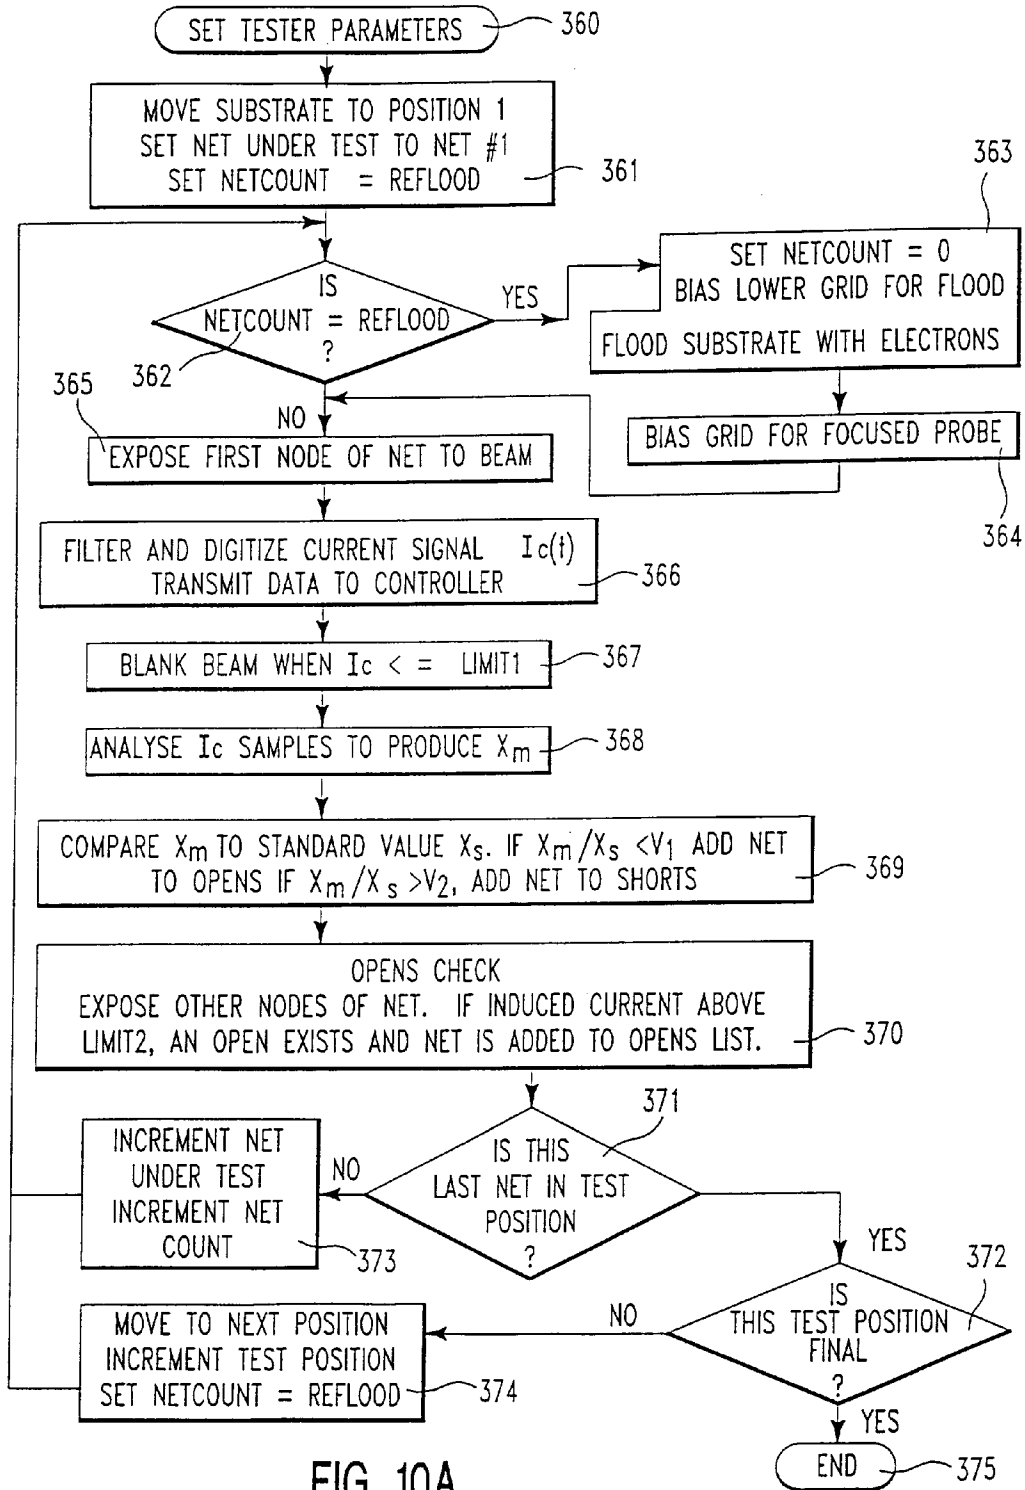 SET TESTER PARAMETERS
360
MOVE SUBSTRATE TO POSITION 1
SET NET UNDER TEST TO NET #1
SET NETCOUNT = REFLOOD
361
363
SET NETCOUNT = 0
BIAS LOWER GRID FOR FLOOD
FLOOD SUBSTRATE WITH ELECTRONS
IS
NETCOUNT = REFLOOD
?
YES
362
365
NO
BIAS GRID FOR FOCUSED PROBE
364
EXPOSE FIRST NODE OF NET TO BEAM
FILTER AND DIGITIZE CURRENT SIGNAL Ic(t)
TRANSMIT DATA TO CONTROLLER
366
BLANK BEAM WHEN Ic < = LIMIT1
367
ANALYSE Ic SAMPLES TO PRODUCE Xm
368
COMPARE Xm TO STANDARD VALUE Xs. IF Xm/Xs <V1 ADD NET
TO OPENS IF Xm/Xs >V2, ADD NET TO SHORTS
369
OPENS CHECK
EXPOSE OTHER NODES OF NET. IF INDUCED CURRENT ABOVE
LIMIT2, AN OPEN EXISTS AND NET IS ADDED TO OPENS LIST.
370
371
IS THIS
LAST NET IN TEST
POSITION
?
NO
INCREMENT NET
UNDER TEST
INCREMENT NET
COUNT
373
YES
372
IS
THIS TEST POSITION
FINAL
?
NO
MOVE TO NEXT POSITION
INCREMENT TEST POSITION
SET NETCOUNT = REFLOOD
374
YES
END
375
FIG. 10A